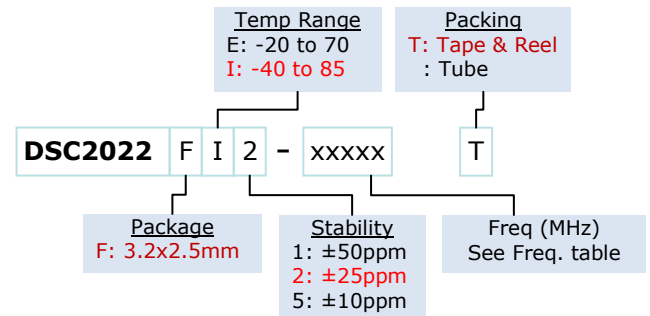 Temp Range
E: -20 to 70
I: -40 to 85
Packing
T: Tape & Reel
: Tube
DSC2022 F I 2 – xxxxx T
Package
F: 3.2x2.5mm
Stability
1: ±50ppm
2: ±25ppm
5: ±10ppm
Freq (MHz)
See Freq. table